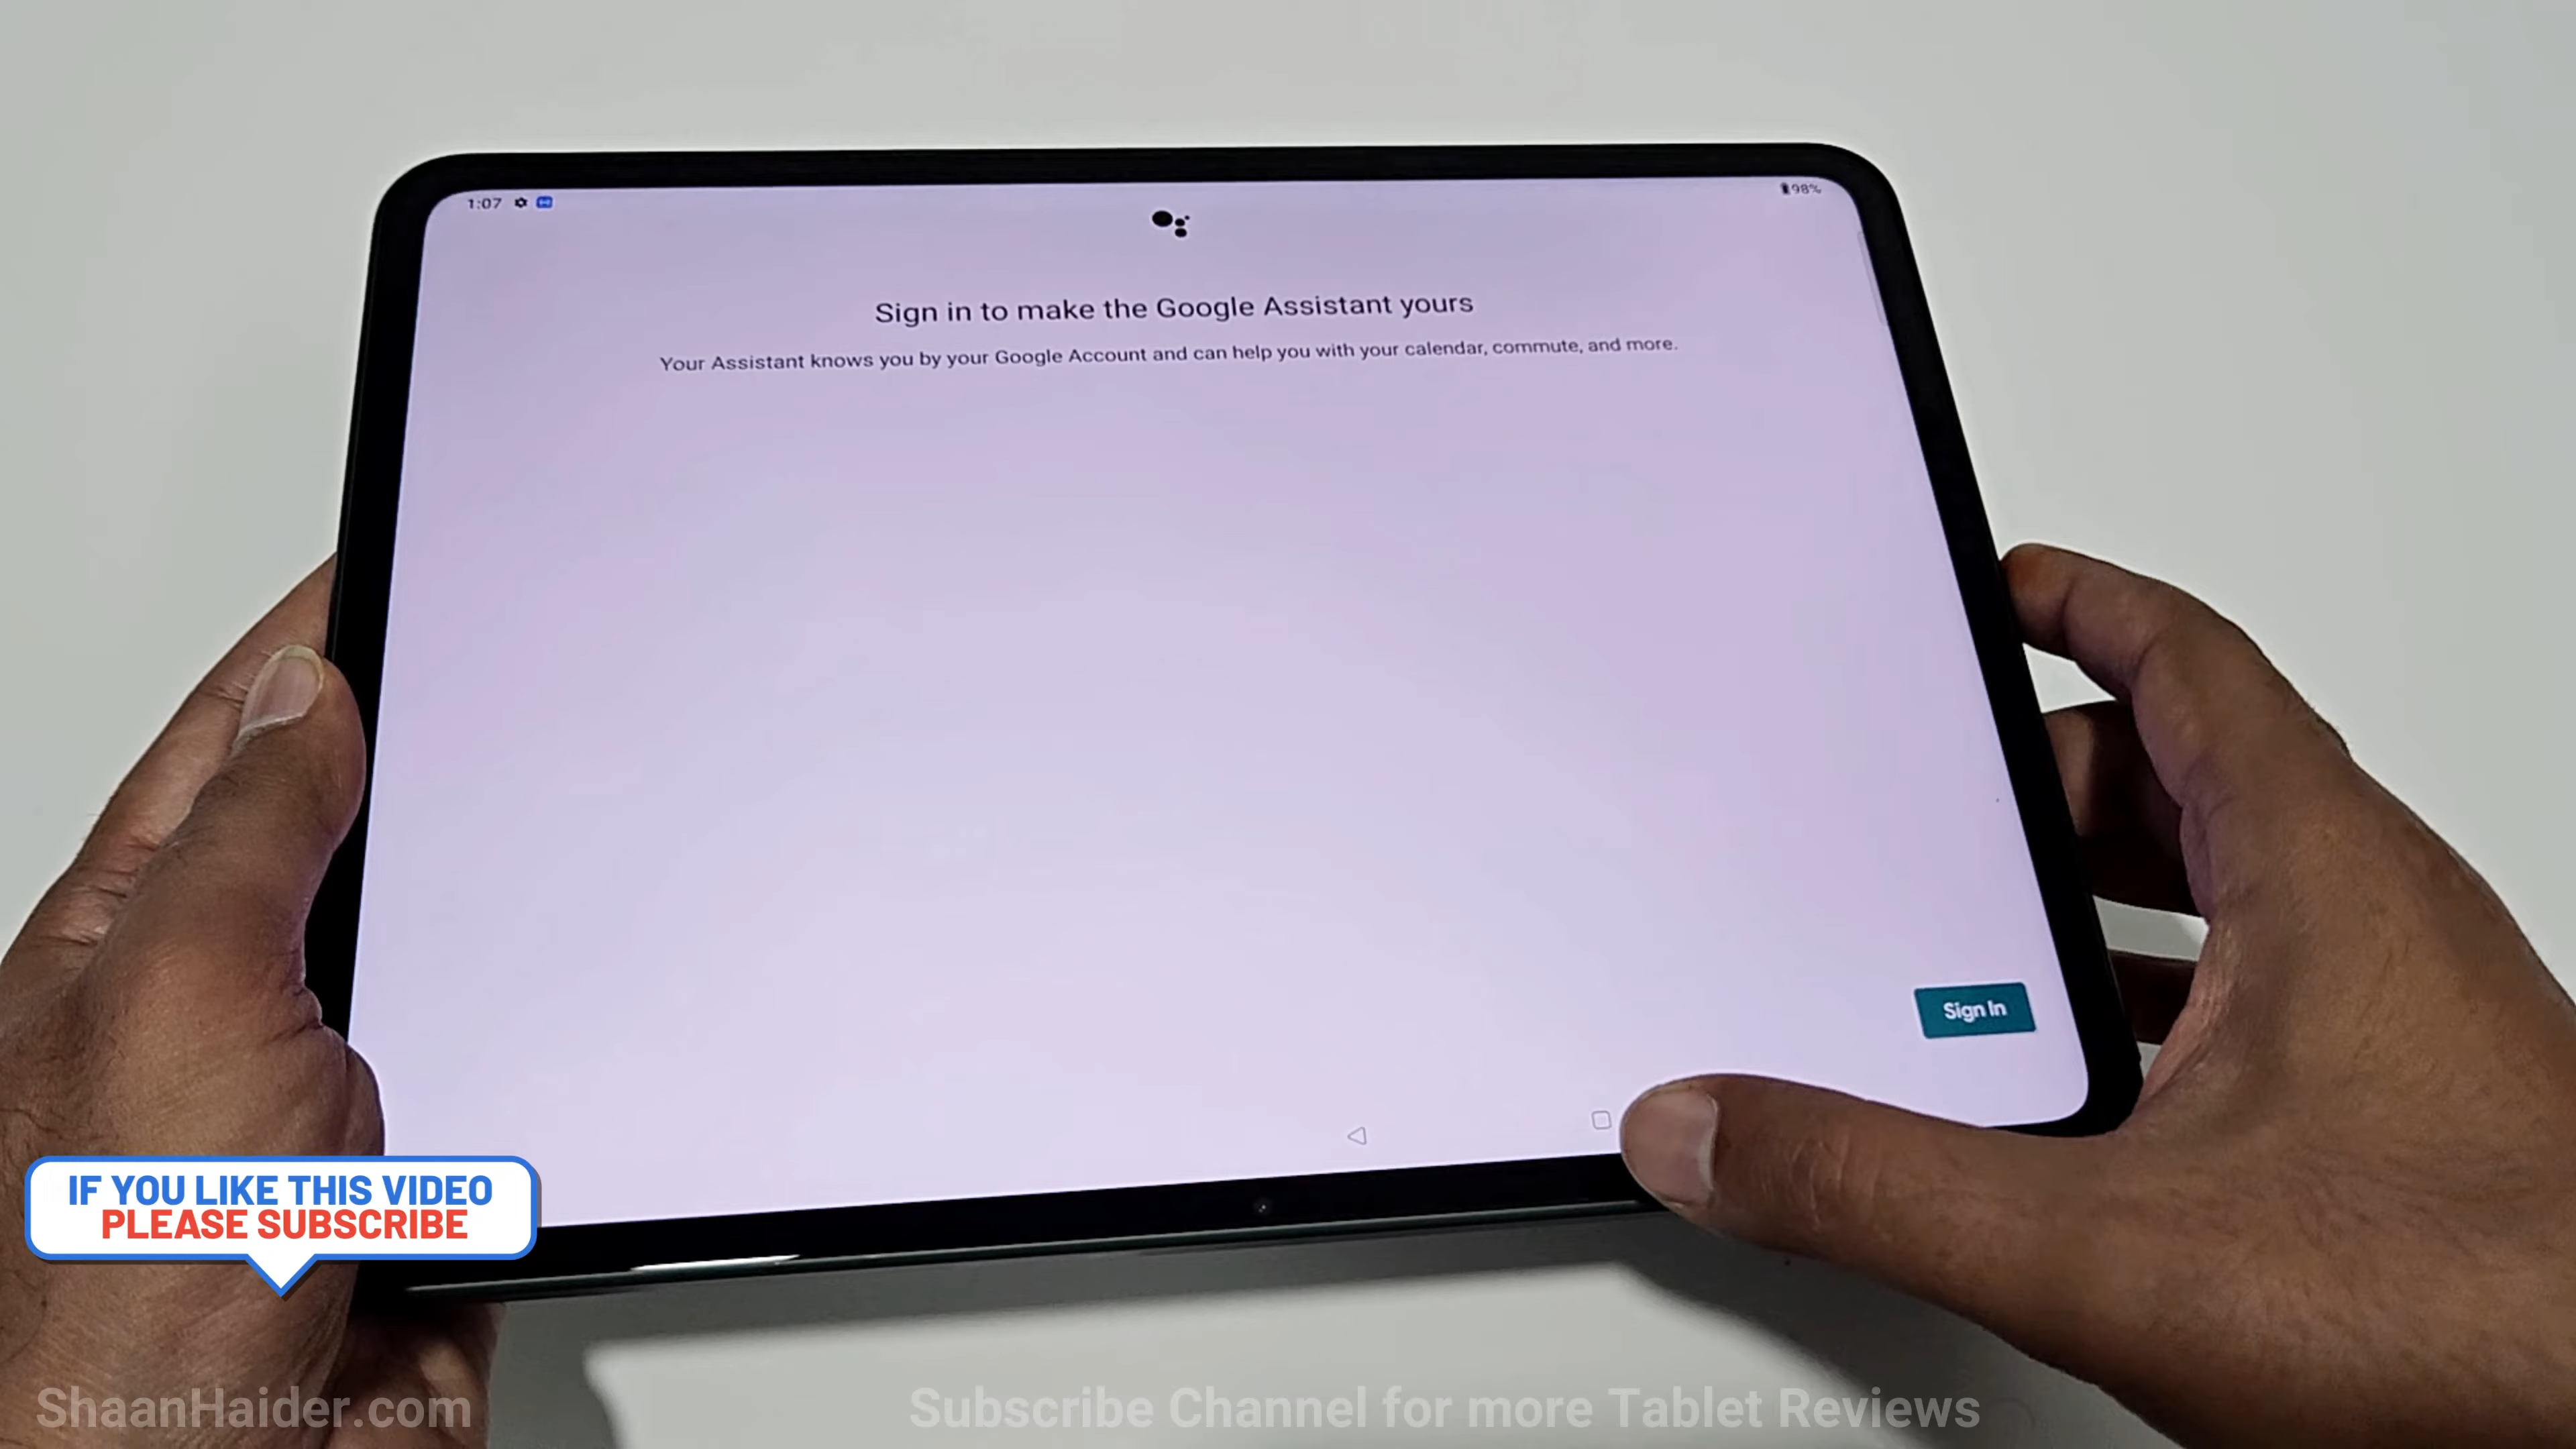 1:07
98%
Sign in to make the Google Assistant yours
Your Assistant knows you by your Google Account and can help you with your calendar, commute, and more.
Sign In
IF YOU LIKE THIS VIDEO
PLEASE SUBSCRIBE
ShaanHaider.com
Subscribe Channel for more Tablet Reviews